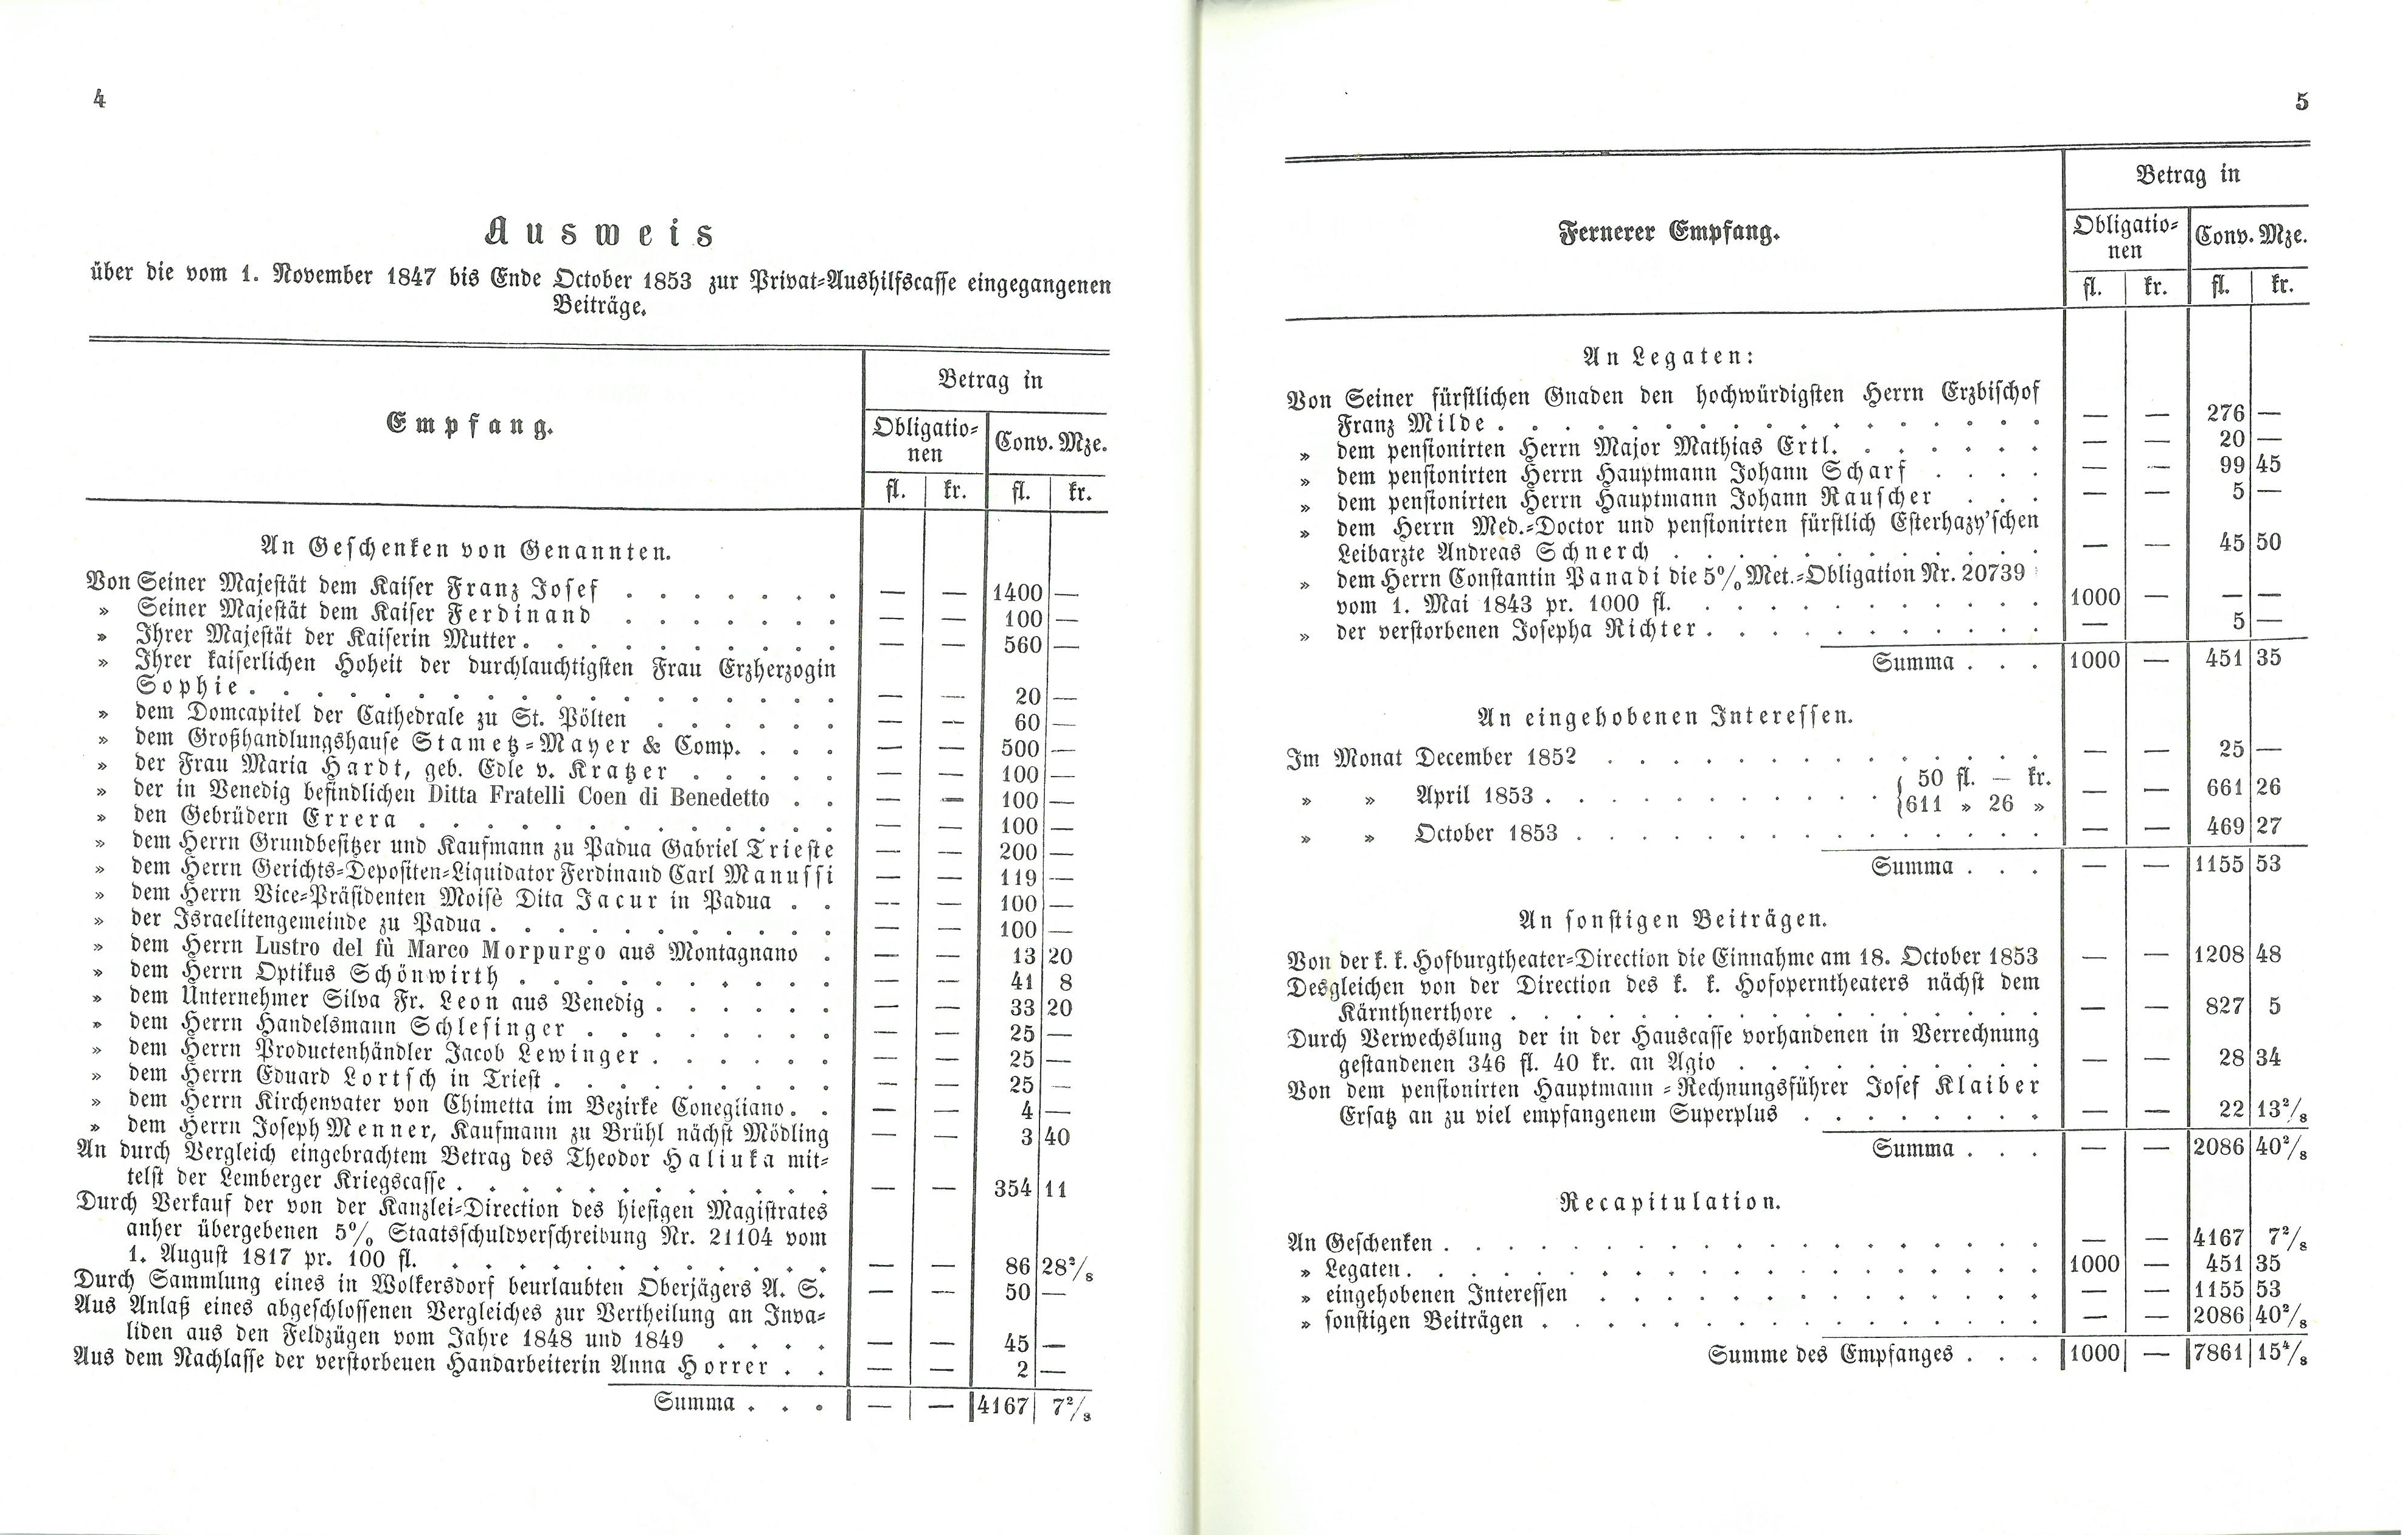 4
Ausweis
über die vom 1. November 1847 bis Ende October 1853 zur Privat-Aushilfscasse eingegangenen
Beiträge.
Empfang.
Betrag in
Obligatio-
nen
Conv. Mze.
fl. kr. fl. kr.
An Geschenken von Genannten.
Von Seiner Majestät dem Kaiser Franz Josef . . . . . . . — — 1400 —
» Seiner Majestät dem Kaiser Ferdinand . . . . . . . — — 100 —
» Ihrer Majestät der Kaiserin Mutter . . . . . . . . . . — — 560 —
» Ihrer kaiserlichen Hoheit der durchlauchtigsten Frau Erzherzogin
Sophie . . . . . . . . . . . . . . . . . . — — 20 —
» dem Domcapitel der Cathedrale zu St. Pölten . . . . . . — — 60 —
» dem Großhandlungshause Stametz-Mayer & Comp. . . . — — 500 —
» der Frau Maria Hardt, geb. Edle v. Kratzer . . . . . — — 100 —
» der in Venedig befindlichen Ditta Fratelli Coen di Benedetto . . — — 100 —
» den Gebrüdern Errera . . . . . . . . . . . . . — — 100 —
» dem Herrn Grundbesitzer und Kaufmann zu Padua Gabriel Trieste — — 200 —
» dem Herrn Gerichts-Depositen-Liquidator Ferdinand Carl Manussi — — 119 —
» dem Herrn Vice-Präsidenten Moisè Dita Jacur in Padua . . — — 100 —
» der Israelitengemeinde zu Padua . . . . . . . . . . . — — 100 —
» dem Herrn Lustro del fù Marco Morpurgo aus Montagnano . — — 13 20
» dem Herrn Optikus Schönwirth . . . . . . . . . . — — 41 8
» dem Unternehmer Silva Fr. Leon aus Venedig . . . . . . — — 33 20
» dem Herrn Handelsmann Schlesinger . . . . . . . . — — 25 —
» dem Herrn Productenhändler Jacob Lewinger . . . . . . — — 25 —
» dem Herrn Eduard Lortsch in Triest . . . . . . . . . — — 25 —
» dem Herrn Kirchenvater von Chimetta im Bezirke Conegliano . . — — 4 —
» dem Herrn Joseph Menner, Kaufmann zu Brühl nächst Mödling — — 3 40
An durch Vergleich eingebrachtem Betrag des Theodor Haliuka mit-
telst der Lemberger Kriegscasse . . . . . . . . . . . . — — 354 11
Durch Verkauf der von der Kanzlei-Direction des hiesigen Magistrates
anher übergebenen 5% Staatsschuldverschreibung Nr. 21104 vom
1. August 1817 pr. 100 fl. . . . . . . . . . . . . — — 86 28²/₈
Durch Sammlung eines in Wolkersdorf beurlaubten Oberjägers A. S. — — 50 —
Aus Anlaß eines abgeschlossenen Vergleiches zur Vertheilung an Inva-
liden aus den Feldzügen vom Jahre 1848 und 1849 . . . . — — 45 —
Aus dem Nachlasse der verstorbenen Handarbeiterin Anna Horrer . . — — 2 —
Summa . . . — — 4167 7²/₈
5
Fernerer Empfang.
Betrag in
Obligatio-
nen
Conv. Mze.
fl. kr. fl. kr.
An Legaten:
Von Seiner fürstlichen Gnaden den hochwürdigsten Herrn Erzbischof
Franz Milde . . . . . . . . . . . . . . . — — 276 —
» dem pensionirten Herrn Major Mathias Ertl. . . . . . . — — 20 —
» dem pensionirten Herrn Hauptmann Johann Scharf . . . . — — 99 45
» dem pensionirten Herrn Hauptmann Johann Rauscher . . . — — 5 —
» dem Herrn Med.-Doctor und pensionirten fürstlich Esterhazy'schen
Leibarzte Andreas Schnerch . . . . . . . . . . . — — 45 50
» dem Herrn Constantin Panadi die 5% Met.-Obligation Nr. 20739
vom 1. Mai 1843 pr. 1000 fl. . . . . . . . . . . . 1000 — — —
» der verstorbenen Josepha Richter . . . . . . . . . . — 5 —
Summa . . . 1000 — 451 35
An eingehobenen Interessen.
Im Monat December 1852 . . . . . . . . . . . . . — — 25 —
» » April 1853 . . . . . . . . . . . { 50 fl. — kr. / 611 » 26 » — — 661 26
» » October 1853 . . . . . . . . . . . . . . — — 469 27
Summa . . . — — 1155 53
An sonstigen Beiträgen.
Von der k. k. Hofburgtheater-Direction die Einnahme am 18. October 1853 — — 1208 48
Desgleichen von der Direction des k. k. Hofoperntheaters nächst dem
Kärnthnerthore . . . . . . . . . . . . . . . — — 827 5
Durch Verwechslung der in der Hauscasse vorhandenen in Verrechnung
gestandenen 346 fl. 40 kr. an Agio . . . . . . . . . — — 28 34
Von dem pensionirten Hauptmann-Rechnungsführer Josef Klaiber
Ersatz an zu viel empfangenem Superplus . . . . . . . . — — 22 13²/₈
Summa . . . — — 2086 40²/₈
Recapitulation.
An Geschenken . . . . . . . . . . . . . . . . . . — — 4167 7²/₈
» Legaten . . . . . . . . . . . . . . . . . . . 1000 — 451 35
» eingehobenen Interessen . . . . . . . . . . . . . — — 1155 53
» sonstigen Beiträgen . . . . . . . . . . . . . . . — — 2086 40²/₈
Summe des Empfanges . . . 1000 — 7861 15⁴/₈